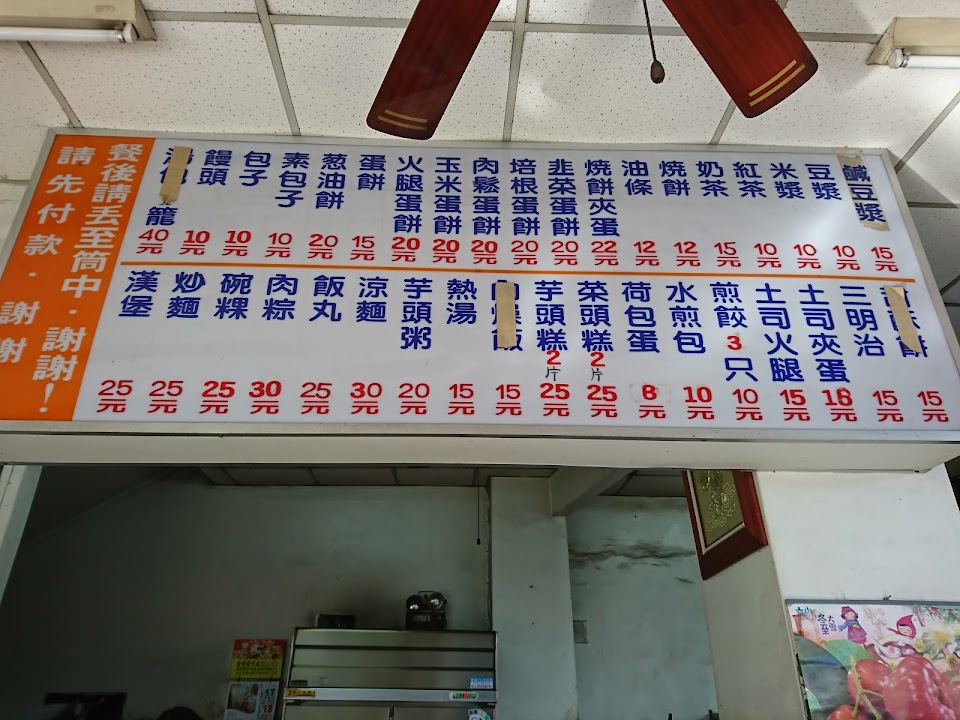 鹹豆漿 15元
豆漿 10元
米漿 10元
紅茶 10元
奶茶 15元
燒餅 12元
油條 12元
燒餅夾蛋 22元
韭菜蛋餅 20元
培根蛋餅 20元
肉鬆蛋餅 20元
玉米蛋餅 20元
火腿蛋餅 20元
蛋餅 15元
葱油餅 20元
素包子 10元
包子 10元
饅頭 10元
籠 40元
餅 15元
三明治 15元
土司夾蛋 18元
土司火腿 15元
煎餃3只 10元
水煎包 10元
荷包蛋 8元
菜頭糕2片 25元
芋頭糕2片 25元
飯 15元
熱湯 15元
芋頭粥 20元
涼麵 30元
飯丸 25元
肉粽 30元
碗粿 25元
炒麵 25元
漢堡 25元
餐後請丟至筒中．謝謝！
請先付款．謝謝
冬至
大雪
17
18